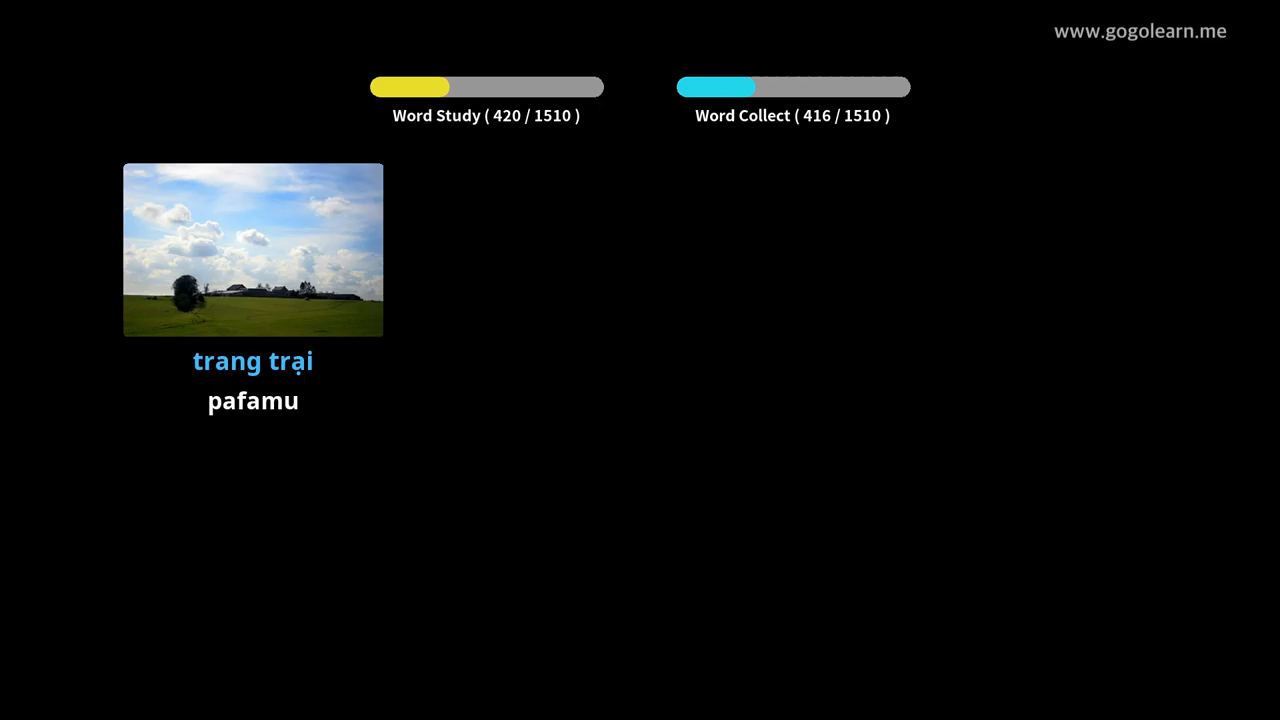 www.gogolearn.me
Word Study ( 420 / 1510 )
Word Collect ( 416 / 1510 )
trang trại
pafamu